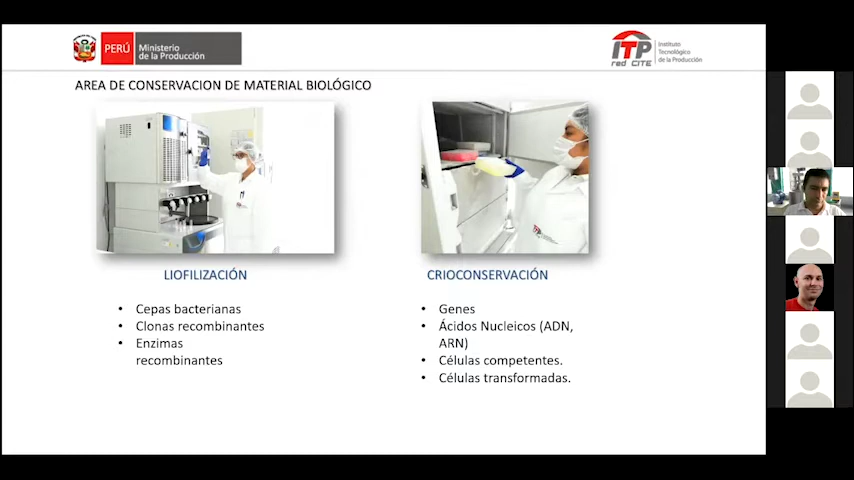 PERÚ
Ministerio
de la Producción
ITP
red CITE
Instituto
Tecnológico
de la Producción
AREA DE CONSERVACION DE MATERIAL BIOLÓGICO
LIOFILIZACIÓN
• Cepas bacterianas
• Clonas recombinantes
• Enzimas
recombinantes
CRIOCONSERVACIÓN
• Genes
• Ácidos Nucleicos (ADN,
ARN)
• Células competentes.
• Células transformadas.